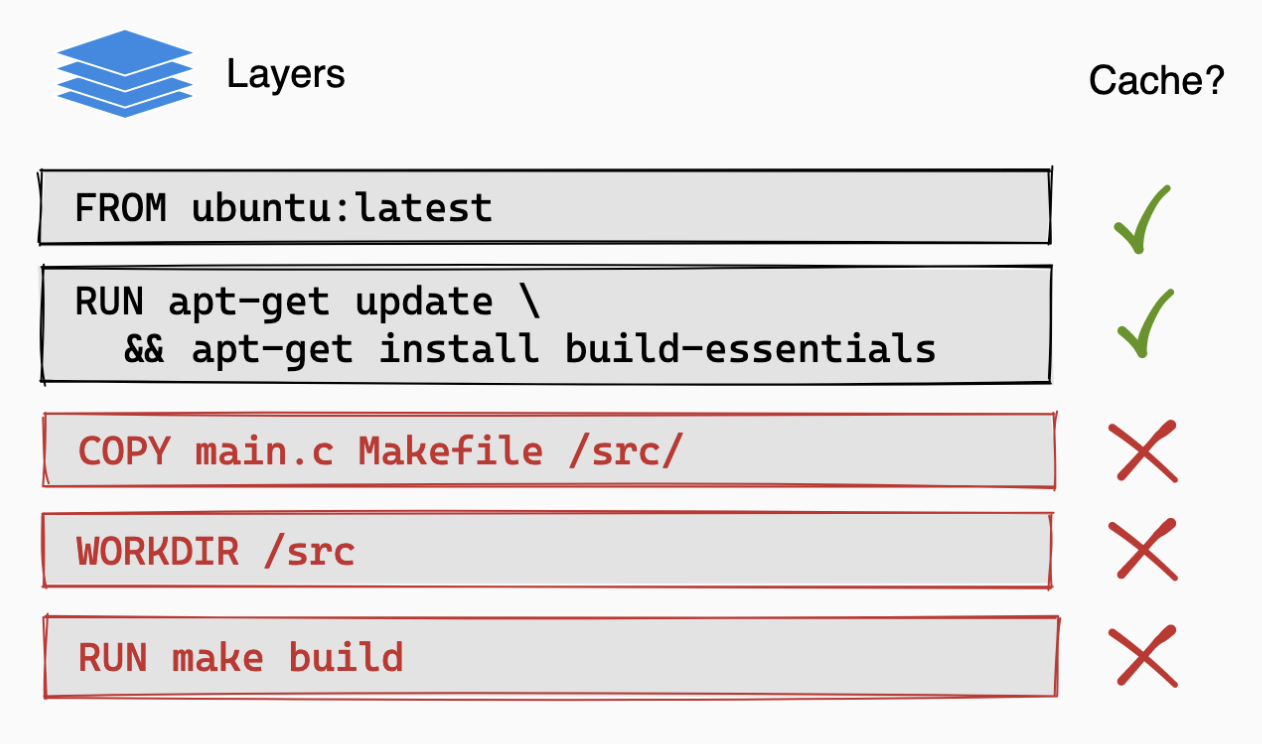 Layers
Cache?
FROM ubuntu:latest
RUN apt-get update \
&& apt-get install build-essentials
COPY main.c Makefile /src/
WORKDIR /src
RUN make build